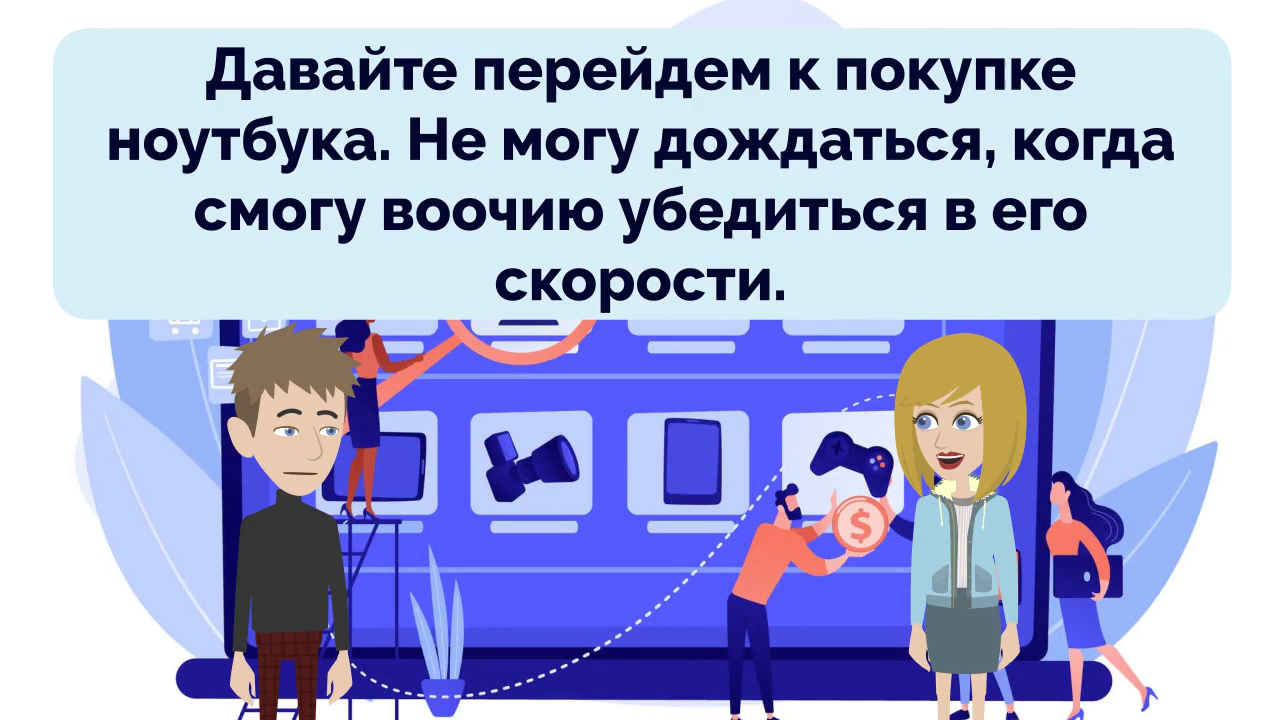 Давайте перейдем к покупке
ноутбука. Не могу дождаться, когда
смогу воочию убедиться в его
скорости.
$